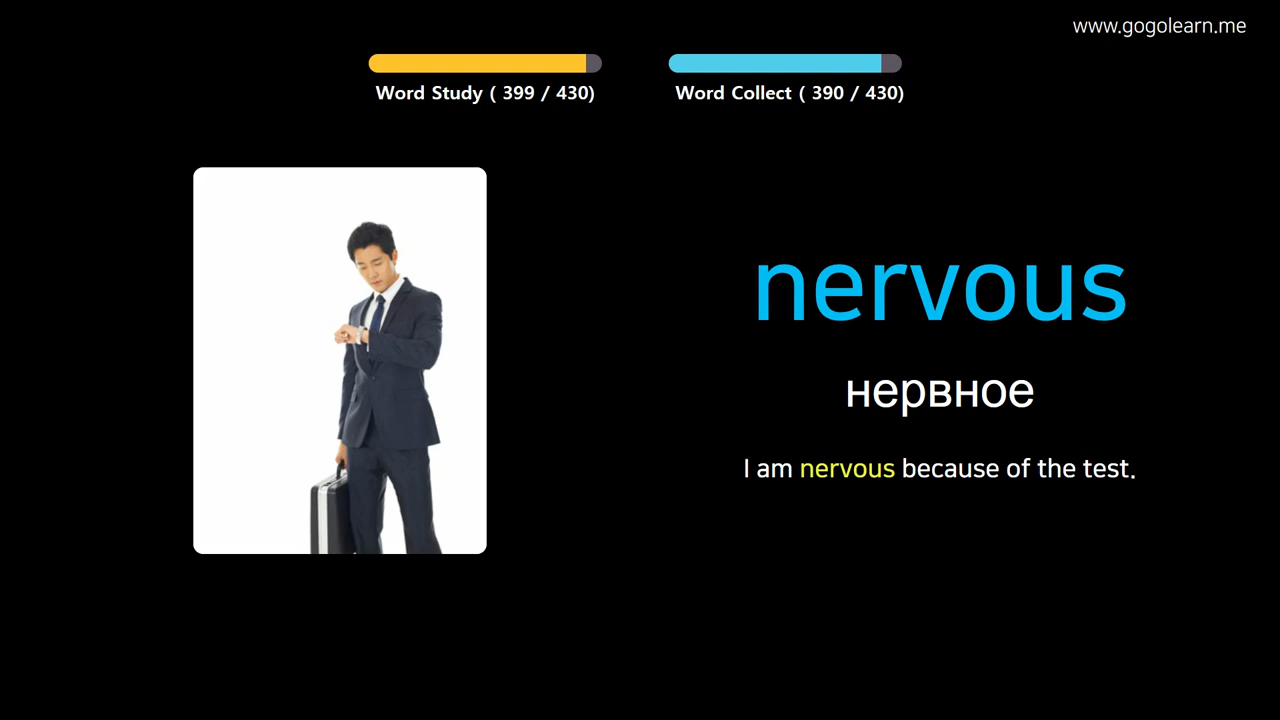 www.gogolearn.me
Word Study ( 399 / 430)
Word Collect ( 390 / 430)
nervous
нервное
I am nervous because of the test.